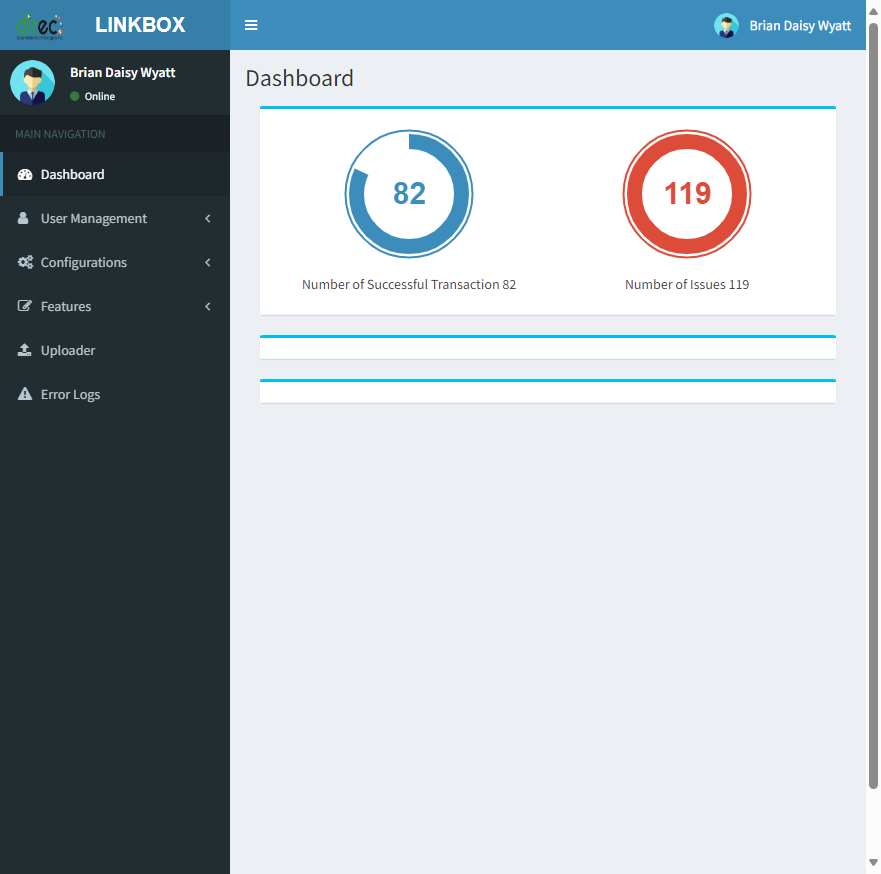 LINKBOX
Brian Daisy Wyatt
Brian Daisy Wyatt
Online
MAIN NAVIGATION
Dashboard
User Management
Configurations
Features
Uploader
Error Logs
Dashboard
82
119
Number of Successful Transaction 82
Number of Issues 119